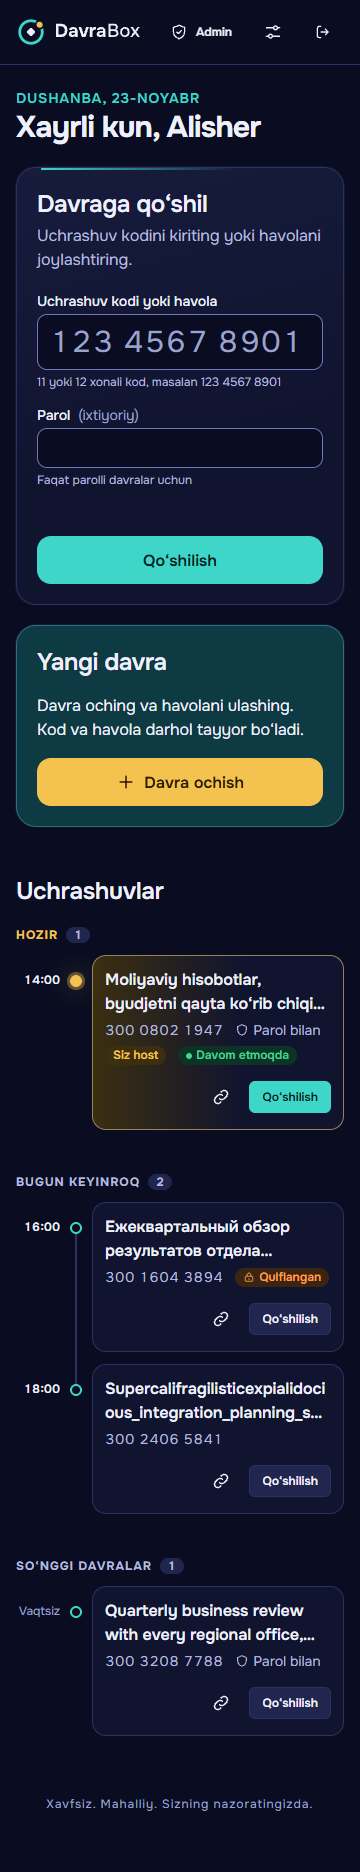 DavraBox
Admin
DUSHANBA, 23-NOYABR
Xayrli kun, Alisher
Davraga qo‘shil
Uchrashuv kodini kiriting yoki havolani
joylashtiring.
Uchrashuv kodi yoki havola
123 4567 8901
11 yoki 12 xonali kod, masalan 123 4567 8901
Parol (ixtiyoriy)
Faqat parolli davralar uchun
Qo‘shilish
Yangi davra
Davra oching va havolani ulashing.
Kod va havola darhol tayyor bo‘ladi.
Davra ochish
Uchrashuvlar
HOZIR 1
14:00
Moliyaviy hisobotlar,
byudjetni qayta ko‘rib chiqi...
300 0802 1947 Parol bilan
Siz host Davom etmoqda
Qo‘shilish
BUGUN KEYINROQ 2
16:00
Ежеквартальный обзор
результатов отдела...
300 1604 3894 Qulflangan
Qo‘shilish
18:00
Supercalifragilisticexpialidoci
ous_integration_planning_s...
300 2406 5841
Qo‘shilish
SO‘NGGI DAVRALAR 1
Vaqtsiz
Quarterly business review
with every regional office,...
300 3208 7788 Parol bilan
Qo‘shilish
Xavfsiz. Mahalliy. Sizning nazoratingizda.